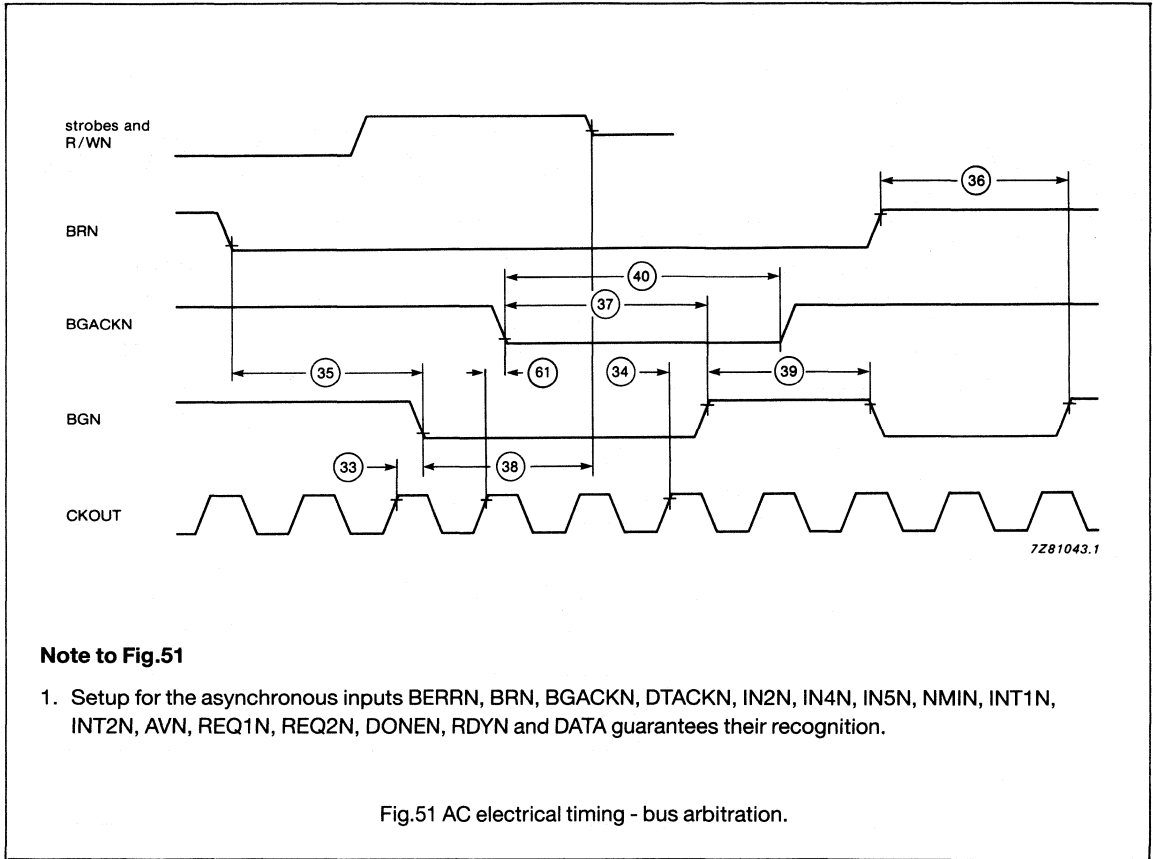 strobes and
R/WN
36
BRN
40
37
BGACKN
35
61
34
39
BGN
33
38
CKOUT
7Z81043.1
Note to Fig.51
1. Setup for the asynchronous inputs BERRN, BRN, BGACKN, DTACKN, IN2N, IN4N, IN5N, NMIN, INT1N,
INT2N, AVN, REQ1N, REQ2N, DONEN, RDYN and DATA guarantees their recognition.
Fig.51 AC electrical timing - bus arbitration.